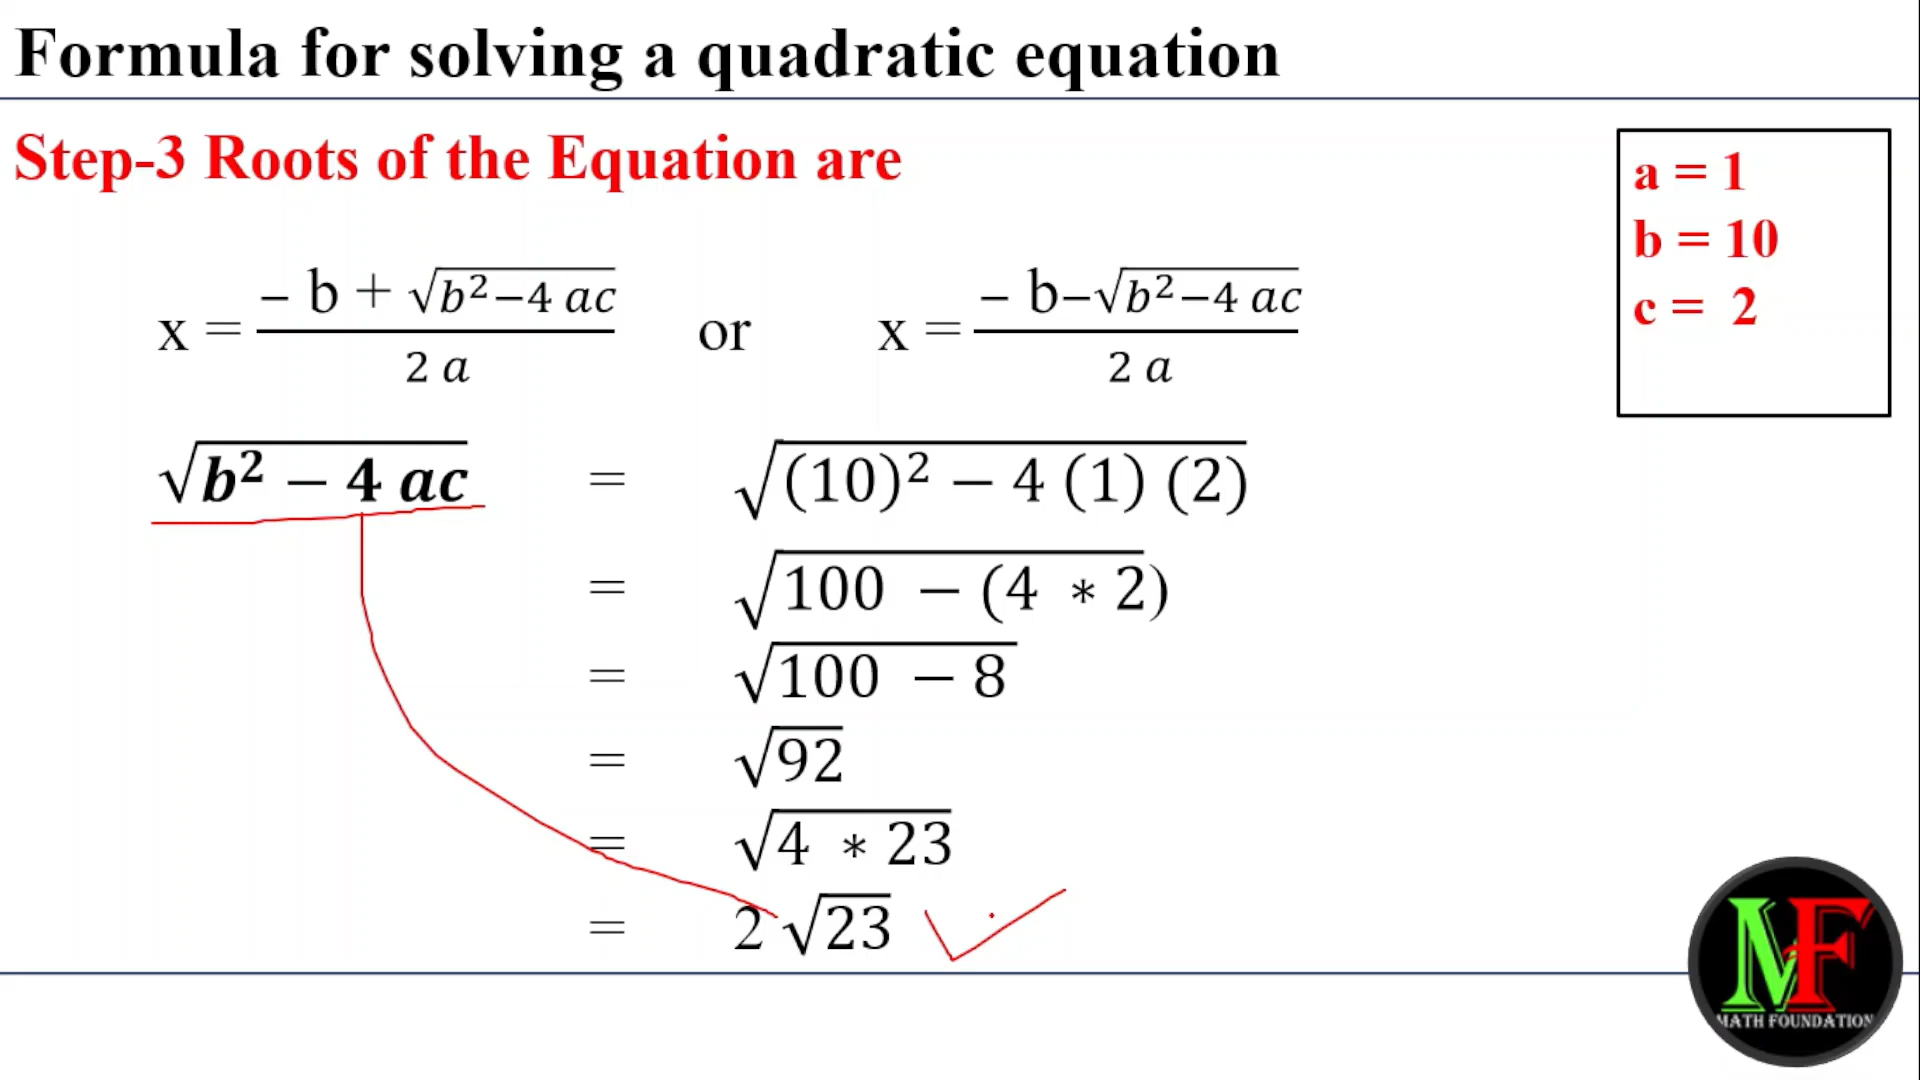 Formula for solving a quadratic equation
Step-3 Roots of the Equation are
a = 1
b = 10
c = 2
x = (– b + √(b² – 4 ac)) / (2 a) or x = (– b – √(b² – 4 ac)) / (2 a)
√(b² – 4 ac) = √((10)² – 4 (1) (2))
= √(100 – (4 * 2))
= √(100 – 8)
= √92
= √(4 * 23)
= 2 √23
MF
MATH FOUNDATION